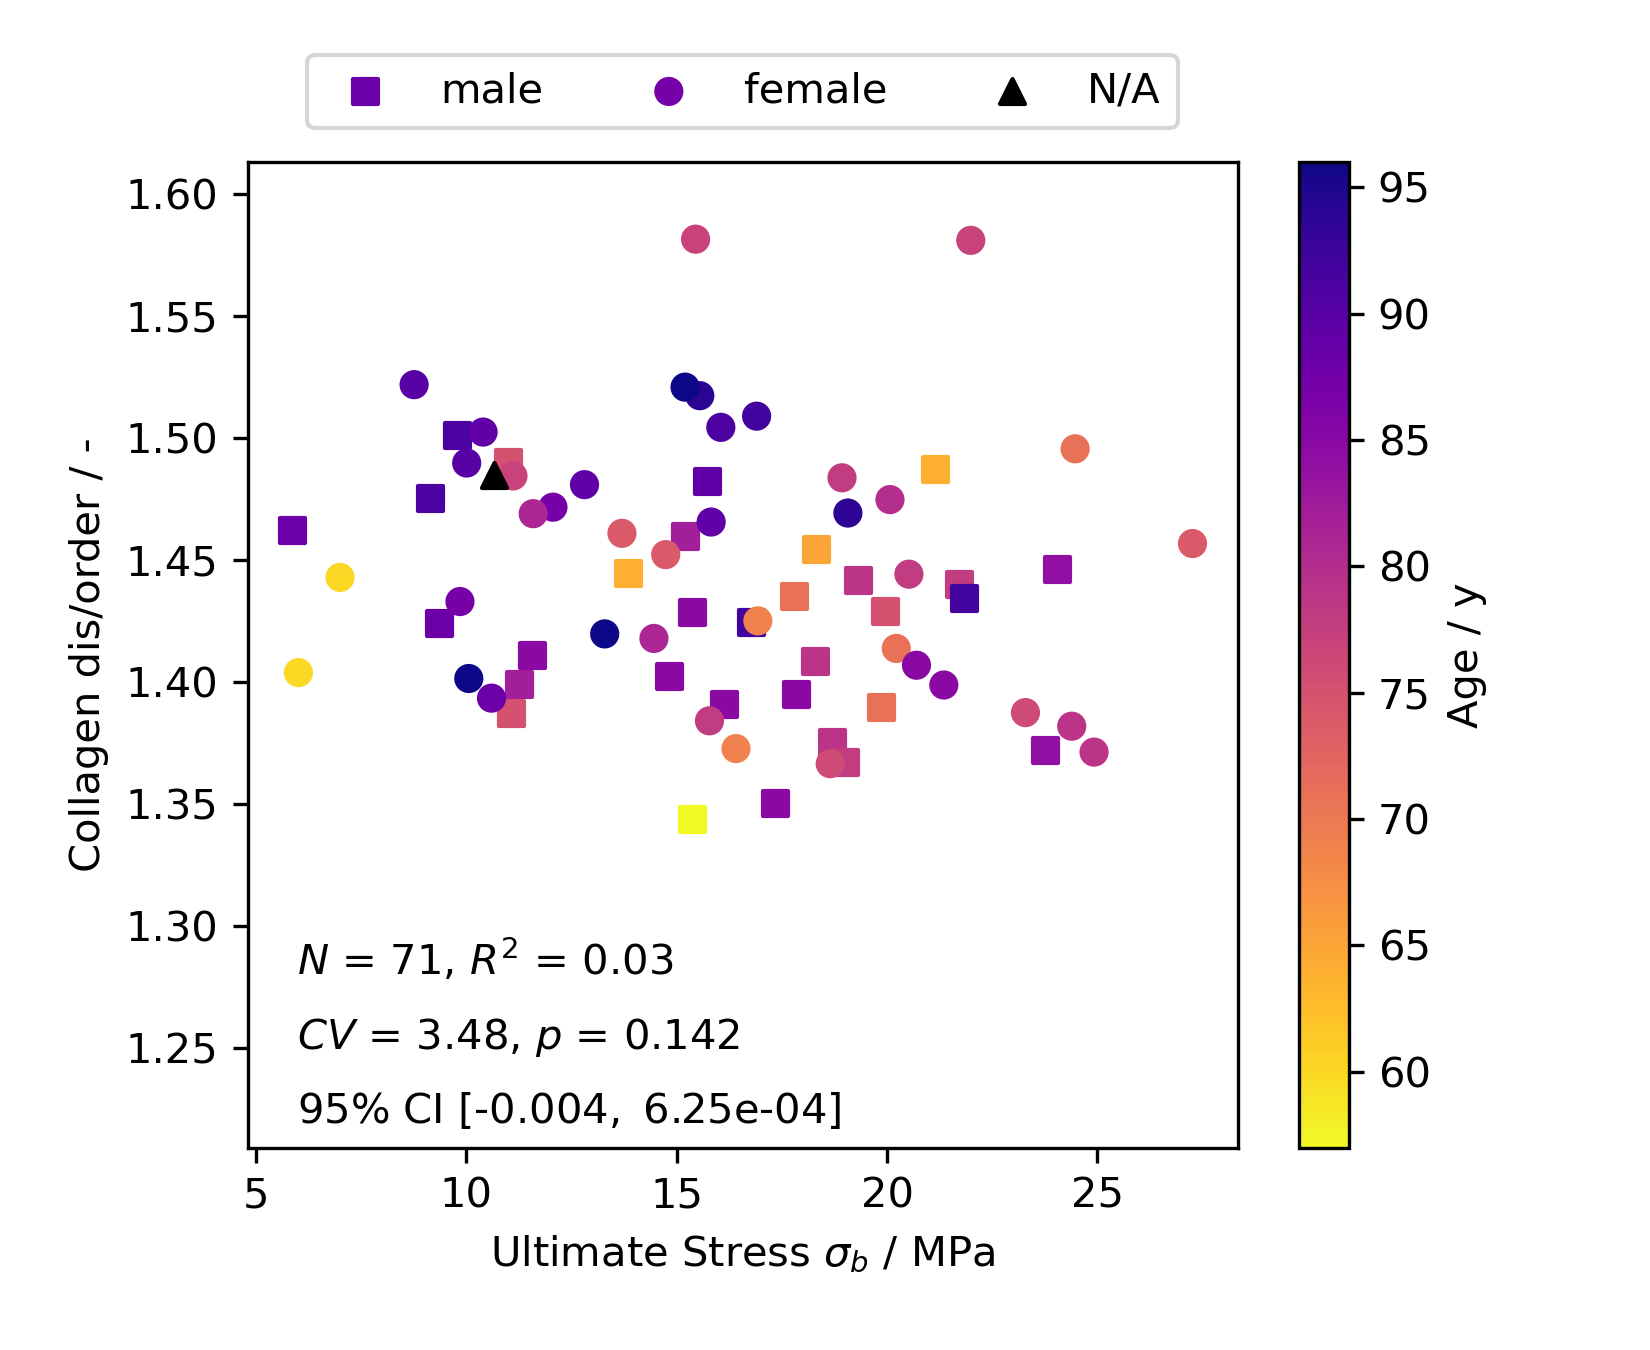 male female N/A
1.60
1.55
1.50
1.45
1.40
1.35
1.30
1.25
Collagen dis/order / -
N = 71, R² = 0.03
CV = 3.48, p = 0.142
95% CI [-0.004, 6.25e-04]
5 10 15 20 25
Ultimate Stress σ_b / MPa
95
90
85
80
75
70
65
60
Age / y